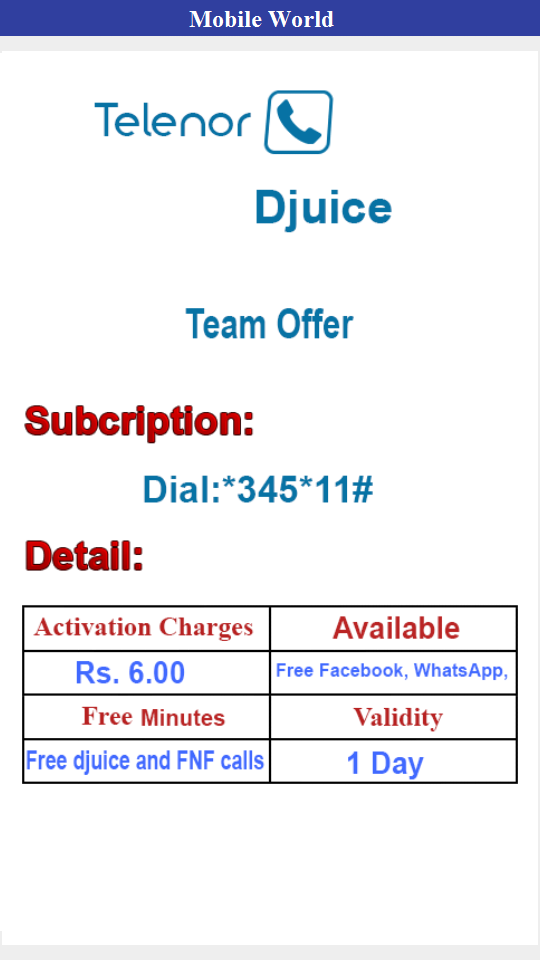 Mobile World
Telenor
Djuice
Team Offer
Subcription:
Dial:*345*11#
Detail:
Activation Charges
Available
Rs. 6.00
Free Facebook, WhatsApp,
Free Minutes
Validity
Free djuice and FNF calls
1 Day